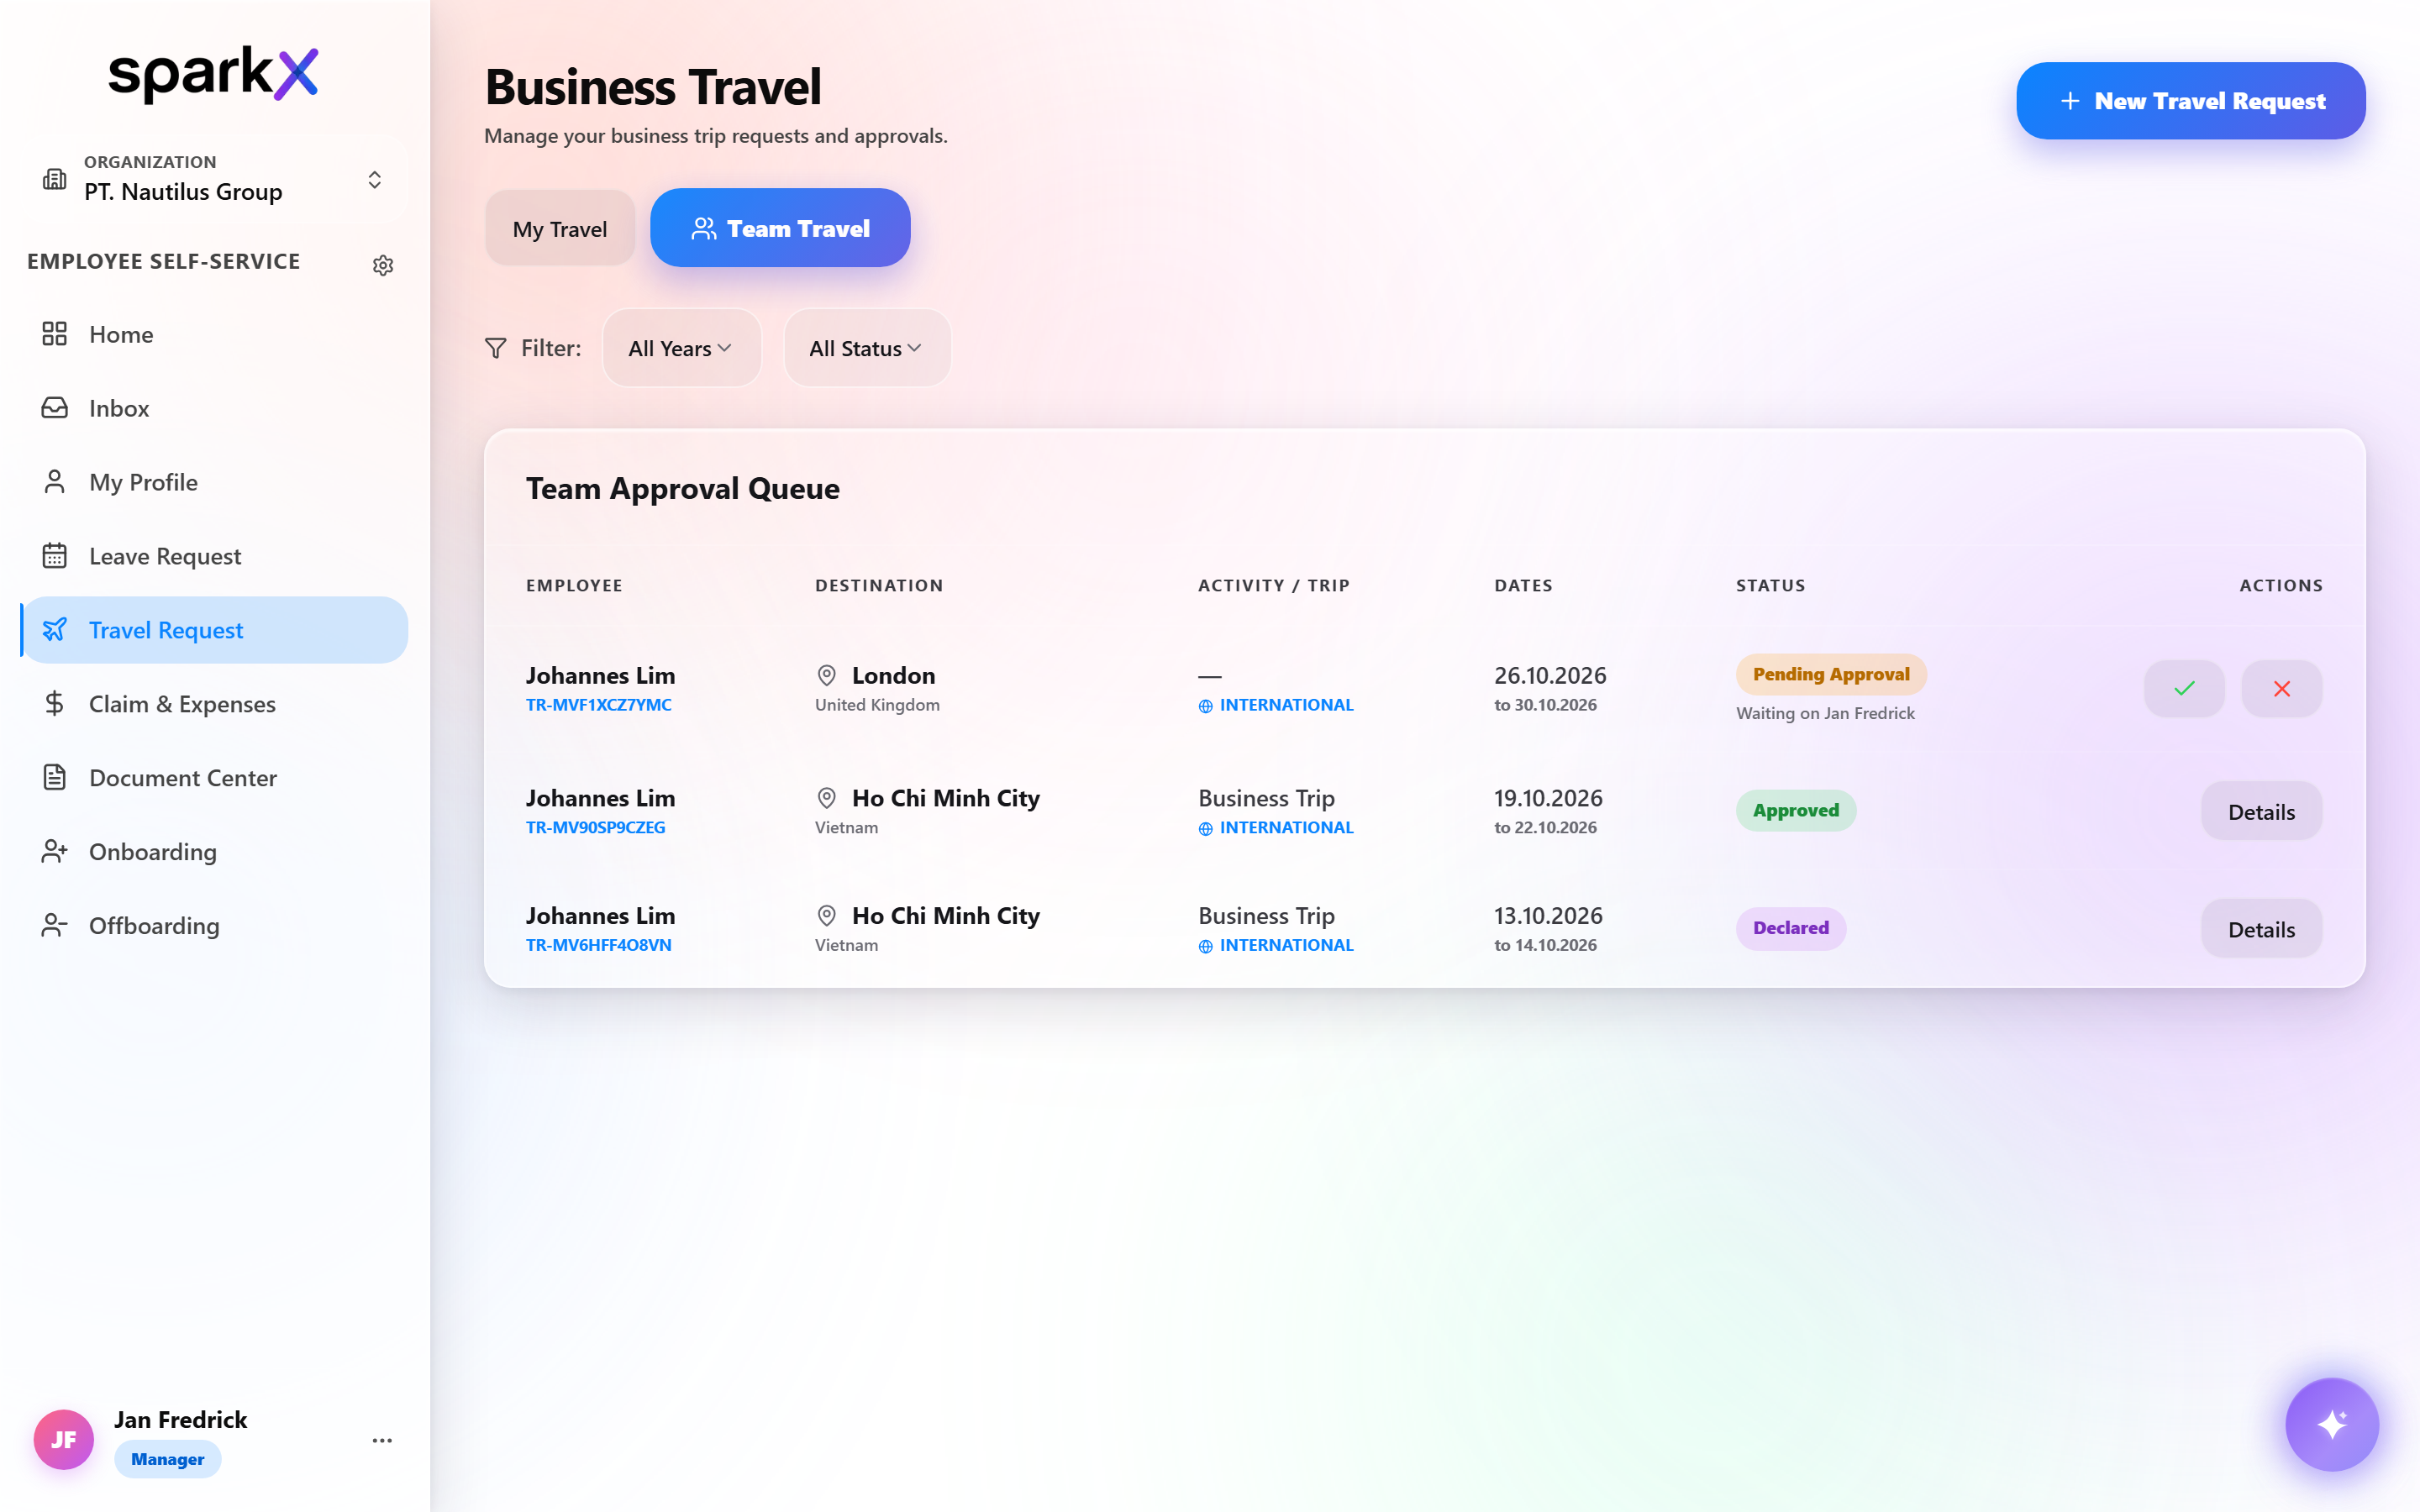 sparkX
ORGANIZATION
PT. Nautilus Group
EMPLOYEE SELF-SERVICE
Home
Inbox
My Profile
Leave Request
Travel Request
Claim & Expenses
Document Center
Onboarding
Offboarding
JF
Jan Fredrick
Manager
Business Travel
Manage your business trip requests and approvals.
New Travel Request
My Travel
Team Travel
Filter:
All Years
All Status
Team Approval Queue
EMPLOYEE DESTINATION ACTIVITY / TRIP DATES STATUS ACTIONS
Johannes Lim London — 26.10.2026 Pending Approval
TR-MVF1XCZ7YMC United Kingdom INTERNATIONAL to 30.10.2026 Waiting on Jan Fredrick
Johannes Lim Ho Chi Minh City Business Trip 19.10.2026 Approved Details
TR-MV90SP9CZEG Vietnam INTERNATIONAL to 22.10.2026
Johannes Lim Ho Chi Minh City Business Trip 13.10.2026 Declared Details
TR-MV6HFF4O8VN Vietnam INTERNATIONAL to 14.10.2026